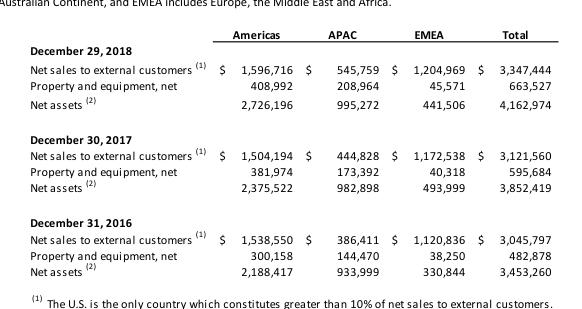 Australian Continent, and EMEA includes Europe, the Middle East and Africa.
Americas APAC EMEA Total
December 29, 2018
Net sales to external customers (1) $ 1,596,716 $ 545,759 $ 1,204,969 $ 3,347,444
Property and equipment, net 408,992 208,964 45,571 663,527
Net assets (2) 2,726,196 995,272 441,506 4,162,974
December 30, 2017
Net sales to external customers (1) $ 1,504,194 $ 444,828 $ 1,172,538 $ 3,121,560
Property and equipment, net 381,974 173,392 40,318 595,684
Net assets (2) 2,375,522 982,898 493,999 3,852,419
December 31, 2016
Net sales to external customers (1) $ 1,538,550 $ 386,411 $ 1,120,836 $ 3,045,797
Property and equipment, net 300,158 144,470 38,250 482,878
Net assets (2) 2,188,417 933,999 330,844 3,453,260
(1) The U.S. is the only country which constitutes greater than 10% of net sales to external customers.